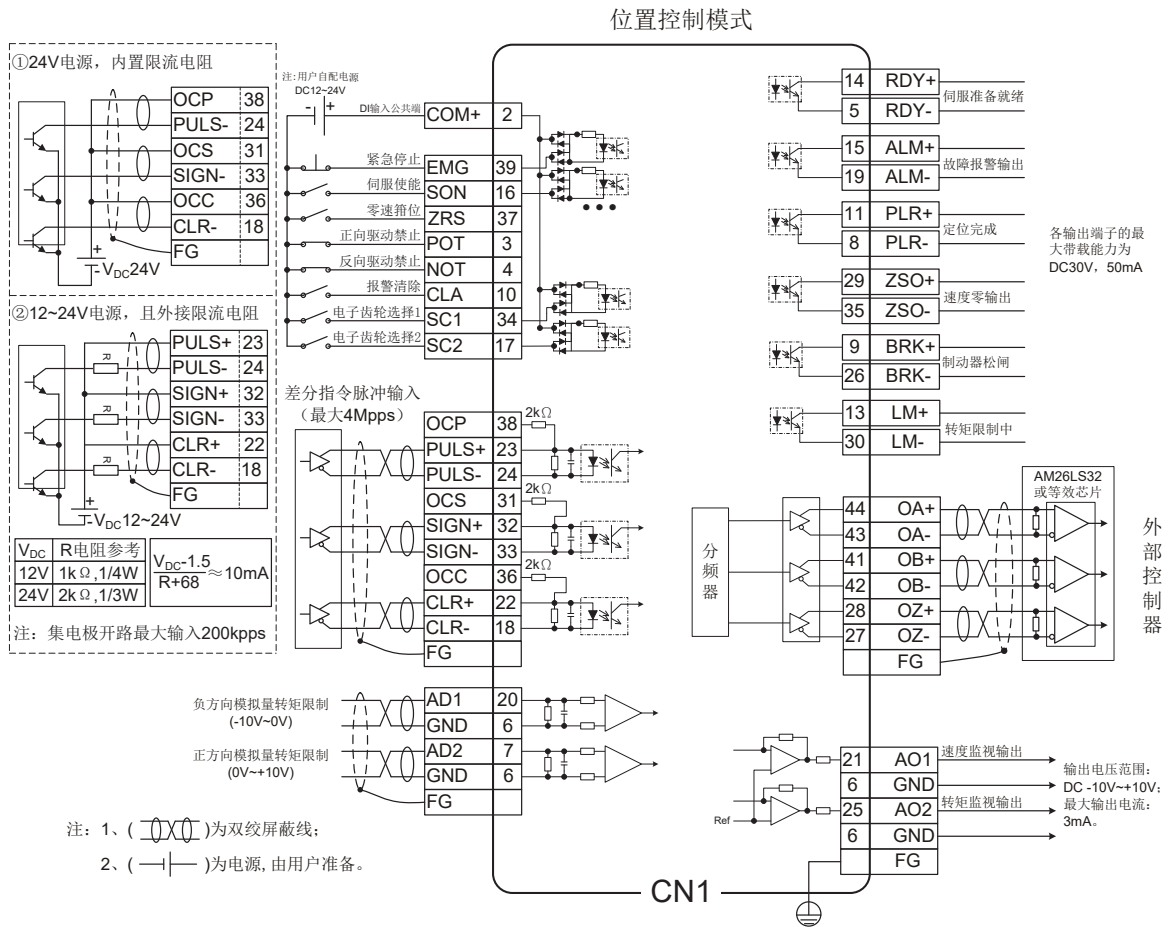 位置控制模式
①24V电源，内置限流电阻
OCP 38
PULS- 24
OCS 31
SIGN- 33
OCC 36
CLR- 18
FG
+
- VDC24V
②12~24V电源，且外接限流电阻
PULS+ 23
R PULS- 24
SIGN+ 32
R SIGN- 33
CLR+ 22
R CLR- 18
FG
+
-VDC12~24V
VDC R电阻参考
12V 1kΩ,1/4W
24V 2kΩ,1/3W
VDC-1.5
R+68
≈10mA
注：集电极开路最大输入200kpps
注:用户自配电源
DC12~24V
- +
DI输入公共端 COM+ 2
紧急停止 EMG 39
伺服使能 SON 16
零速箝位 ZRS 37
正向驱动禁止 POT 3
反向驱动禁止 NOT 4
报警清除 CLA 10
电子齿轮选择1 SC1 34
电子齿轮选择2 SC2 17
差分指令脉冲输入
（最大4Mpps）
OCP 38 2kΩ
PULS+ 23
PULS- 24
OCS 31 2kΩ
SIGN+ 32
SIGN- 33
OCC 36 2kΩ
CLR+ 22
CLR- 18
FG
负方向模拟量转矩限制
(-10V~0V)
AD1 20
GND 6
正方向模拟量转矩限制
(0V~+10V)
AD2 7
GND 6
FG
注：1、( )为双绞屏蔽线；
2、( )为电源,由用户准备。
14 RDY+
伺服准备就绪
5 RDY-
15 ALM+
故障报警输出
19 ALM-
11 PLR+
定位完成
8 PLR-
29 ZSO+
速度零输出
35 ZSO-
9 BRK+
制动器松闸
26 BRK-
13 LM+
转矩限制中
30 LM-
各输出端子的最
大带载能力为
DC30V，50mA
分频器
44 OA+
43 OA-
41 OB+
42 OB-
28 OZ+
27 OZ-
FG
AM26LS32
或等效芯片
外部控制器
21 AO1 速度监视输出
6 GND
25 AO2 转矩监视输出
6 GND
FG
Ref
输出电压范围：
DC -10V~+10V；
最大输出电流：
3mA。
CN1